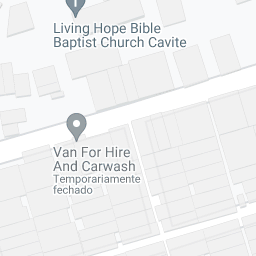 Living Hope Bible
Baptist Church Cavite
Van For Hire
And Carwash
Temporariamente
fechado